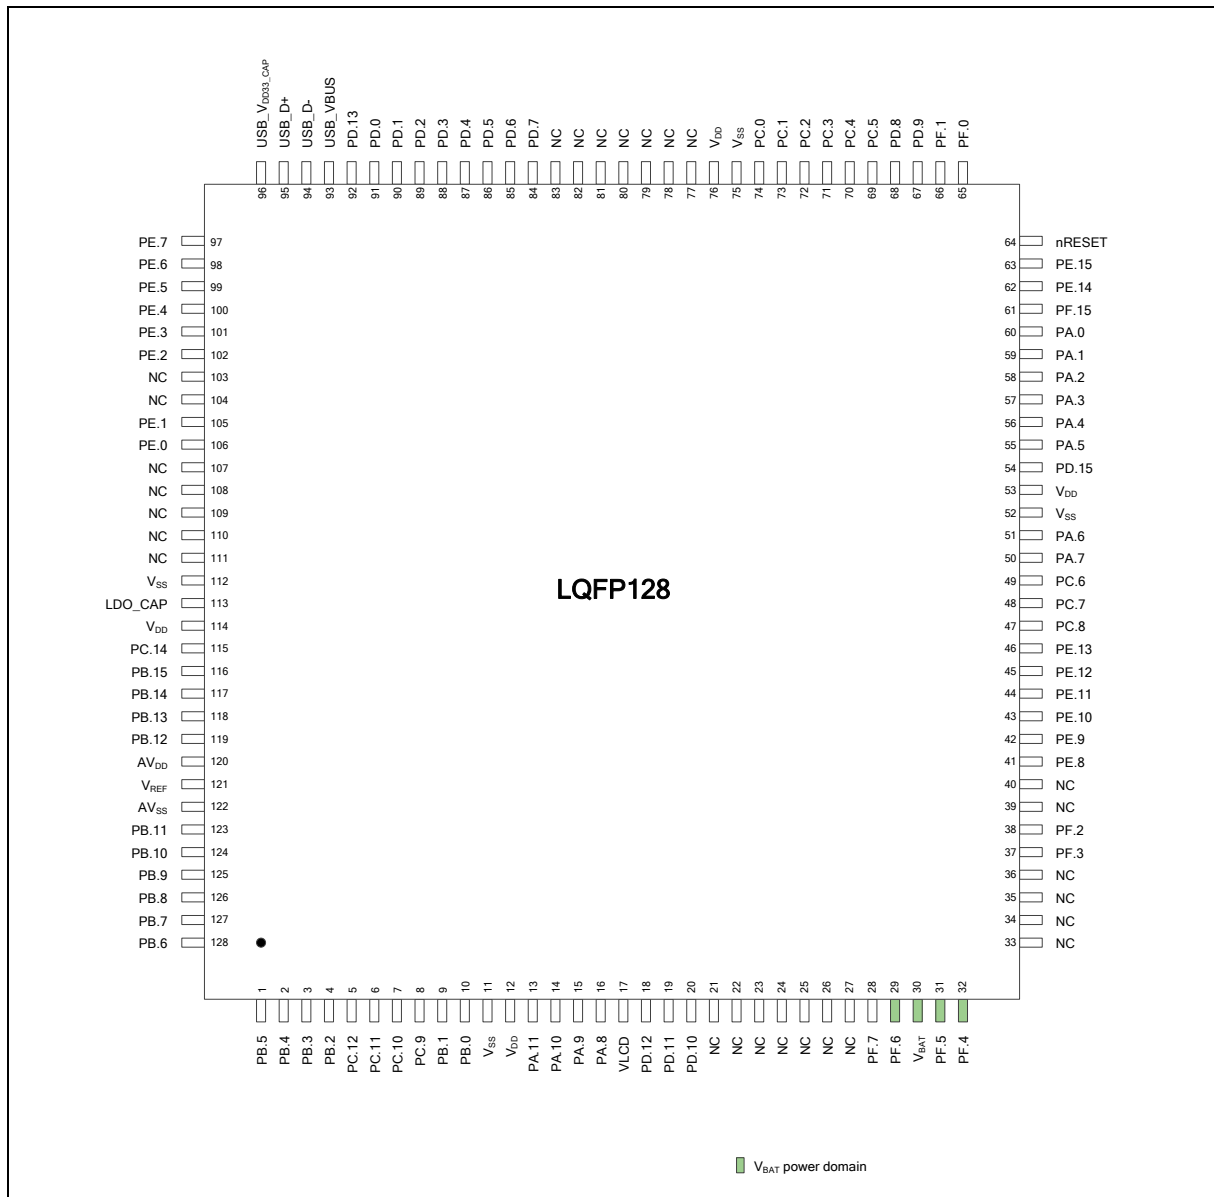 USB_VDD33_CAP
USB_D+
USB_D-
USB_VBUS
PD.13
PD.0
PD.1
PD.2
PD.3
PD.4
PD.5
PD.6
PD.7
NC
NC
NC
NC
NC
NC
NC
VDD
VSS
PC.0
PC.1
PC.2
PC.3
PC.4
PC.5
PD.8
PD.9
PF.1
PF.0
96
95
94
93
92
91
90
89
88
87
86
85
84
83
82
81
80
79
78
77
76
75
74
73
72
71
70
69
68
67
66
65
PE.7 97
PE.6 98
PE.5 99
PE.4 100
PE.3 101
PE.2 102
NC 103
NC 104
PE.1 105
PE.0 106
NC 107
NC 108
NC 109
NC 110
NC 111
VSS 112
LDO_CAP 113
VDD 114
PC.14 115
PB.15 116
PB.14 117
PB.13 118
PB.12 119
AVDD 120
VREF 121
AVSS 122
PB.11 123
PB.10 124
PB.9 125
PB.8 126
PB.7 127
PB.6 128
LQFP128
64 nRESET
63 PE.15
62 PE.14
61 PF.15
60 PA.0
59 PA.1
58 PA.2
57 PA.3
56 PA.4
55 PA.5
54 PD.15
53 VDD
52 VSS
51 PA.6
50 PA.7
49 PC.6
48 PC.7
47 PC.8
46 PE.13
45 PE.12
44 PE.11
43 PE.10
42 PE.9
41 PE.8
40 NC
39 NC
38 PF.2
37 PF.3
36 NC
35 NC
34 NC
33 NC
1
2
3
4
5
6
7
8
9
10
11
12
13
14
15
16
17
18
19
20
21
22
23
24
25
26
27
28
29
30
31
32
PB.5
PB.4
PB.3
PB.2
PC.12
PC.11
PC.10
PC.9
PB.1
PB.0
VSS
VDD
PA.11
PA.10
PA.9
PA.8
VLCD
PD.12
PD.11
PD.10
NC
NC
NC
NC
NC
NC
NC
PF.7
PF.6
VBAT
PF.5
PF.4
VBAT power domain